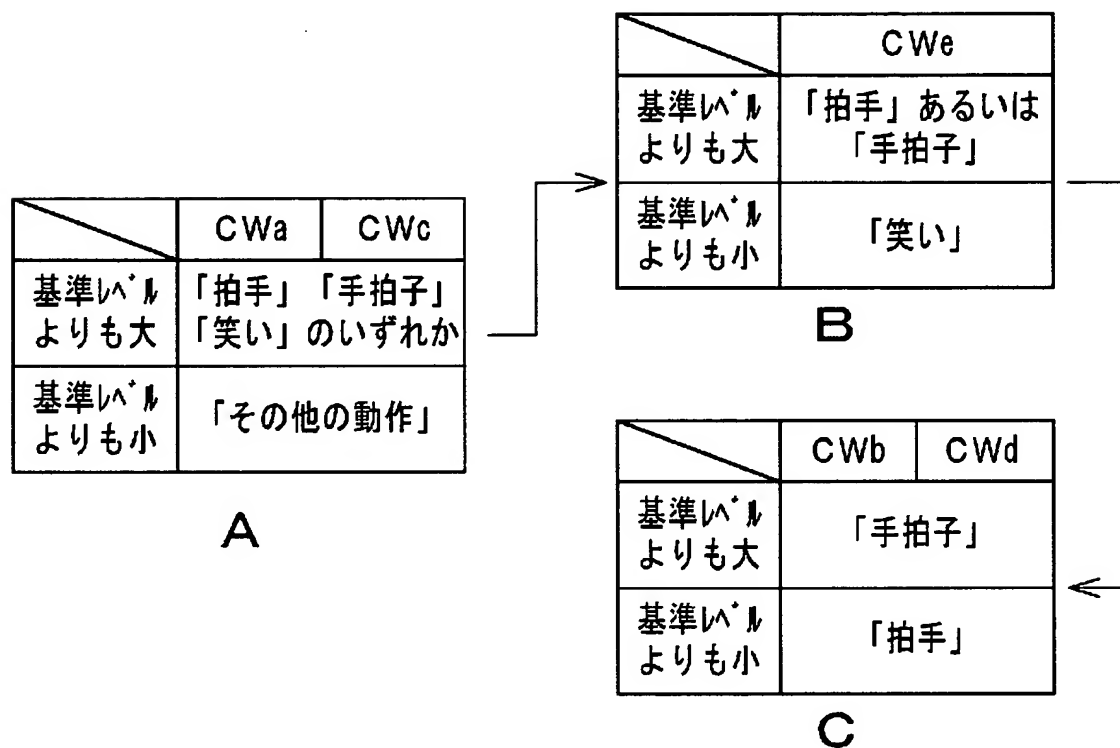 CWa CWc
基準レベル
よりも大
「拍手」「手拍子」
「笑い」のいずれか
基準レベル
よりも小
「その他の動作」
A
CWe
基準レベル
よりも大
「拍手」あるいは
「手拍子」
基準レベル
よりも小
「笑い」
B
CWb CWd
基準レベル
よりも大
「手拍子」
基準レベル
よりも小
「拍手」
C